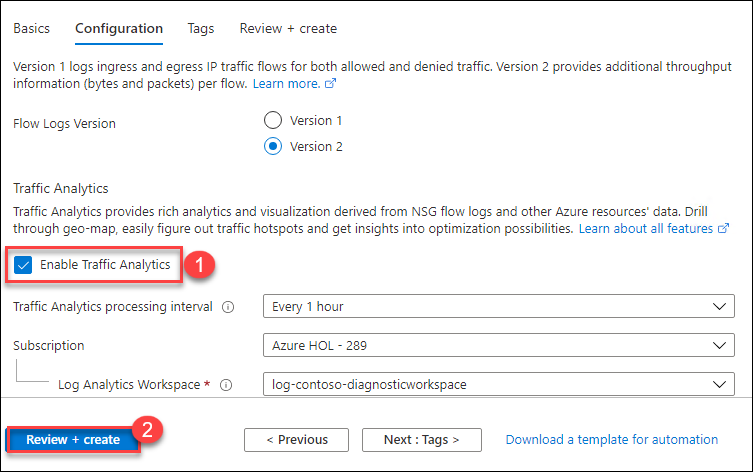 Basics Configuration Tags Review + create
Version 1 logs ingress and egress IP traffic flows for both allowed and denied traffic. Version 2 provides additional throughput
information (bytes and packets) per flow. Learn more.
Flow Logs Version
Version 1
Version 2
Traffic Analytics
Traffic Analytics provides rich analytics and visualization derived from NSG flow logs and other Azure resources' data. Drill
through geo-map, easily figure out traffic hotspots and get insights into optimization possibilities. Learn about all features
Enable Traffic Analytics 1
Traffic Analytics processing interval Every 1 hour
Subscription Azure HOL - 289
Log Analytics Workspace * log-contoso-diagnosticworkspace
Review + create 2 < Previous Next : Tags > Download a template for automation